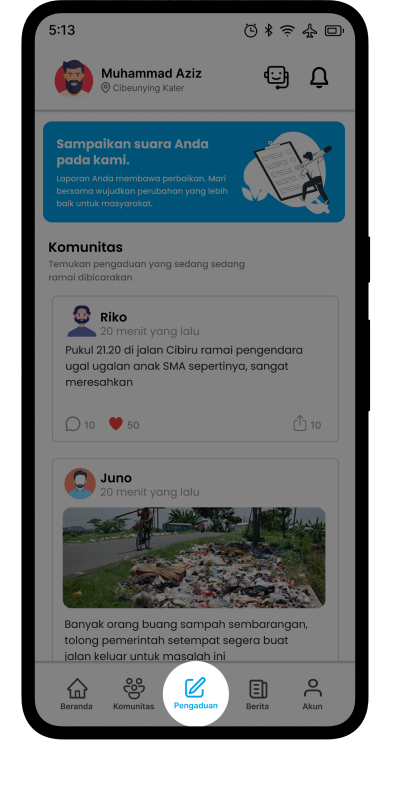 5:13
Muhammad Aziz
Cibeunying Kaler
Sampaikan suara Anda
pada kami.
Laporan Anda membawa perbaikan. Mari
bersama wujudkan perubahan yang lebih
baik untuk masyarakat.
Komunitas
Temukan pengaduan yang sedang sedang
ramai dibicarakan
Riko
20 menit yang lalu
Pukul 21.20 di jalan Cibiru ramai pengendara
ugal ugalan anak SMA sepertinya, sangat
meresahkan
10 50 10
Juno
20 menit yang lalu
Banyak orang buang sampah sembarangan,
tolong pemerintah setempat segera buat
jalan keluar untuk masalah ini
Beranda Komunitas Pengaduan Berita Akun